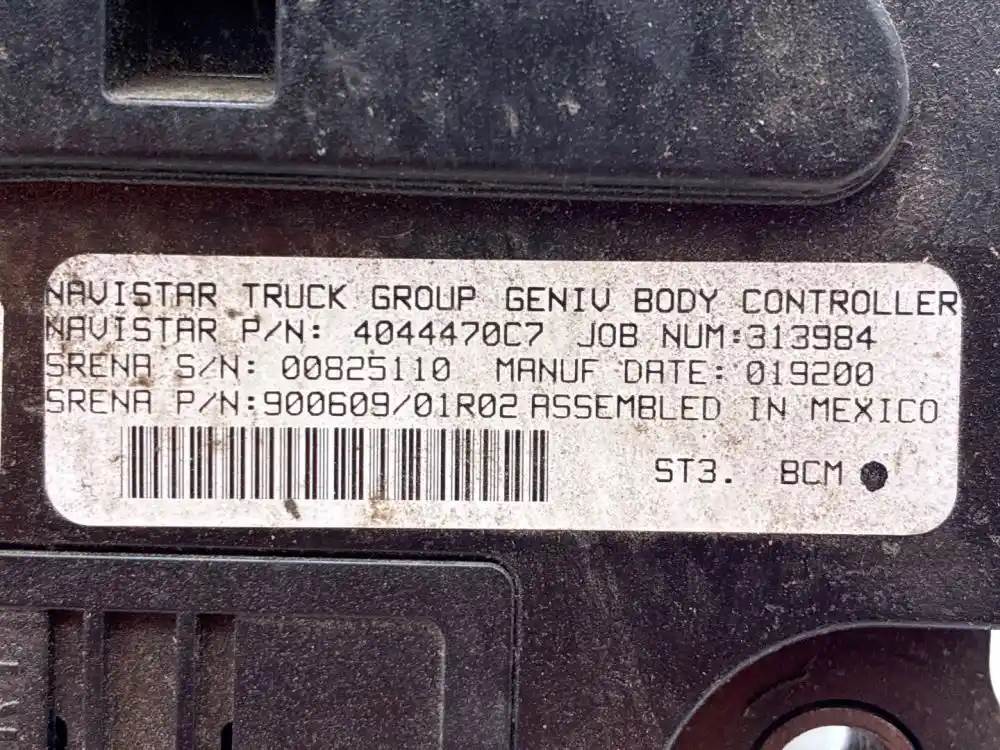 NAVISTAR TRUCK GROUP GENIV BODY CONTROLLER
NAVISTAR P/N: 4044470C7 JOB NUM:313984
SRENA S/N: 00825110 MANUF DATE: 019200
SRENA P/N:900609/01R02 ASSEMBLED IN MEXICO
ST3. BCM